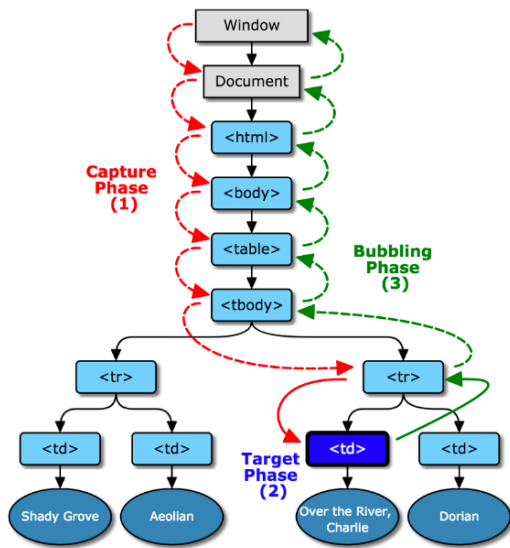 Window
Document
<html>
Capture
Phase
(1)
<body>
<table>
Bubbling
Phase
(3)
<tbody>
<tr>
<tr>
<td>
<td>
Target
Phase
(2)
<td>
<td>
Shady Grove
Aeolian
Over the River,
Charlie
Dorian